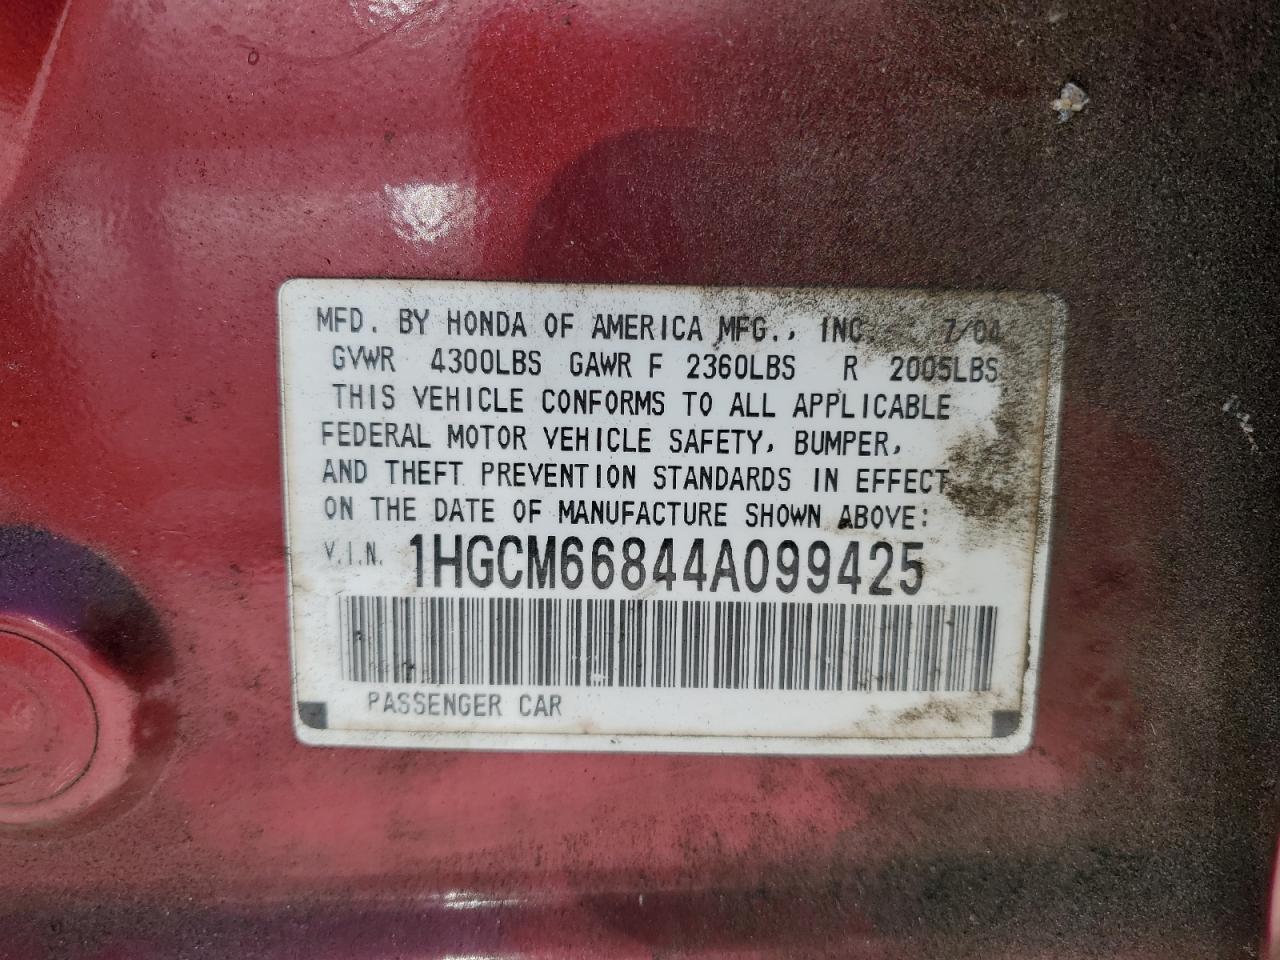 MFD. BY HONDA OF AMERICA MFG., INC. 7/04
GVWR 4300LBS GAWR F 2360LBS R 2005LBS
THIS VEHICLE CONFORMS TO ALL APPLICABLE
FEDERAL MOTOR VEHICLE SAFETY, BUMPER,
AND THEFT PREVENTION STANDARDS IN EFFECT
ON THE DATE OF MANUFACTURE SHOWN ABOVE:
V.I.N. 1HGCM66844A099425
PASSENGER CAR